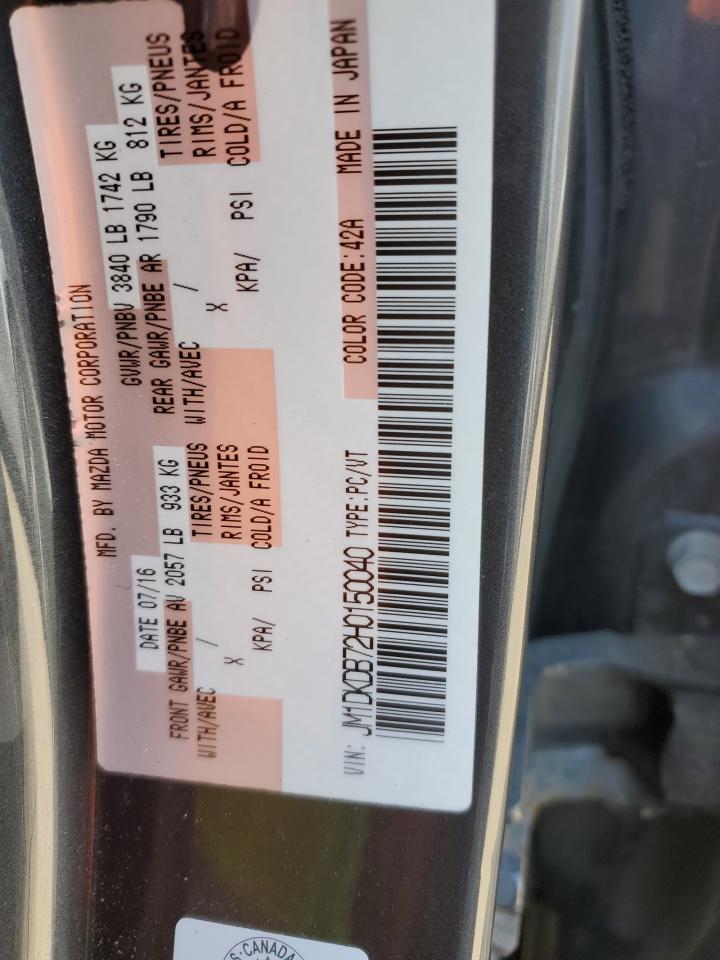 MFD. BY MAZDA MOTOR CORPORATION
DATE 07/16 GVWR/PNBV 3840 LB 1742 KG
FRONT GAWR/PNBE AV 2057 LB 933 KG REAR GAWR/PNBE AR 1790 LB 812 KG
WITH/AVEC / TIRES/PNEUS WITH/AVEC / TIRES/PNEUS
X RIMS/JANTES X RIMS/JANTES
KPA/ PSI COLD/A FROID KPA/ PSI COLD/A FROID
VIN: JM1DKDB72H0150040 TYPE:PC/VT COLOR CODE:42A MADE IN JAPAN
CANADA